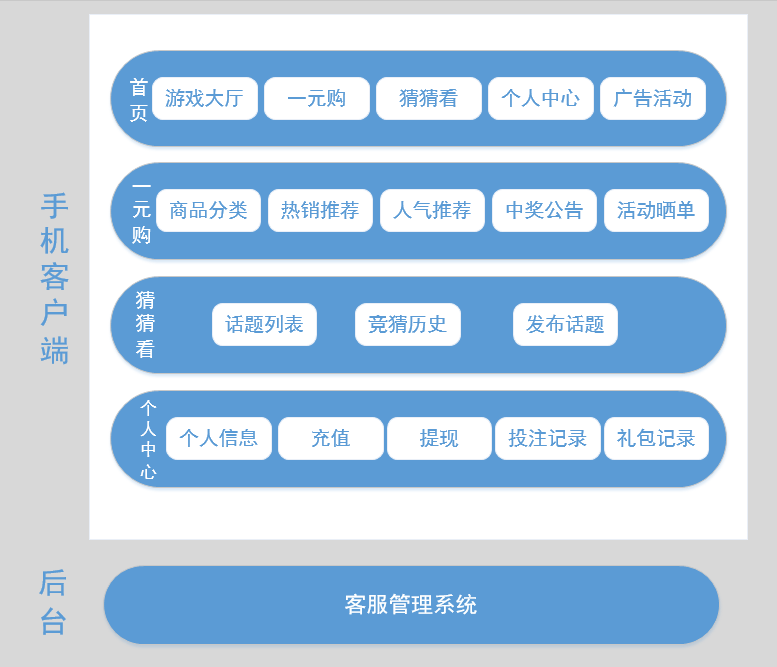 手机客户端
首页
游戏大厅
一元购
猜猜看
个人中心
广告活动
一元购
商品分类
热销推荐
人气推荐
中奖公告
活动晒单
猜猜看
话题列表
竞猜历史
发布话题
个人中心
个人信息
充值
提现
投注记录
礼包记录
后台
客服管理系统